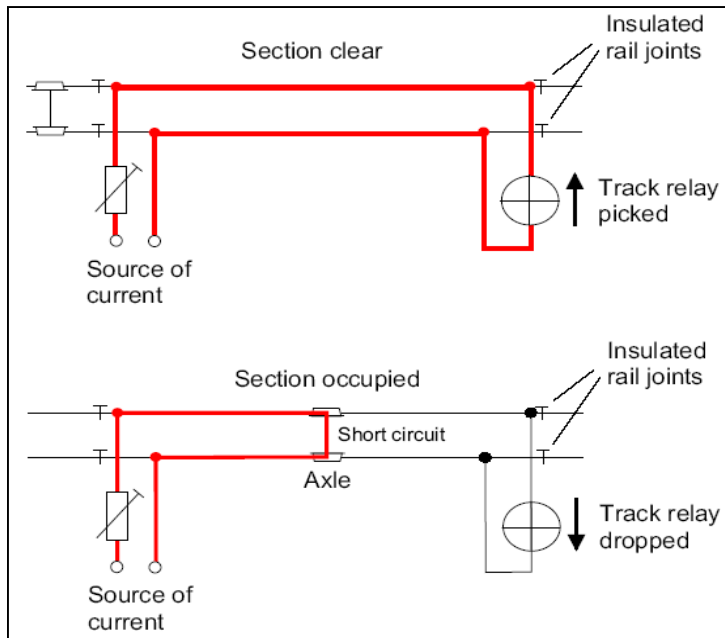 Section clear
Insulated
rail joints
Track relay
picked
Source of
current
Section occupied
Insulated
rail joints
Short circuit
Axle
Track relay
dropped
Source of
current